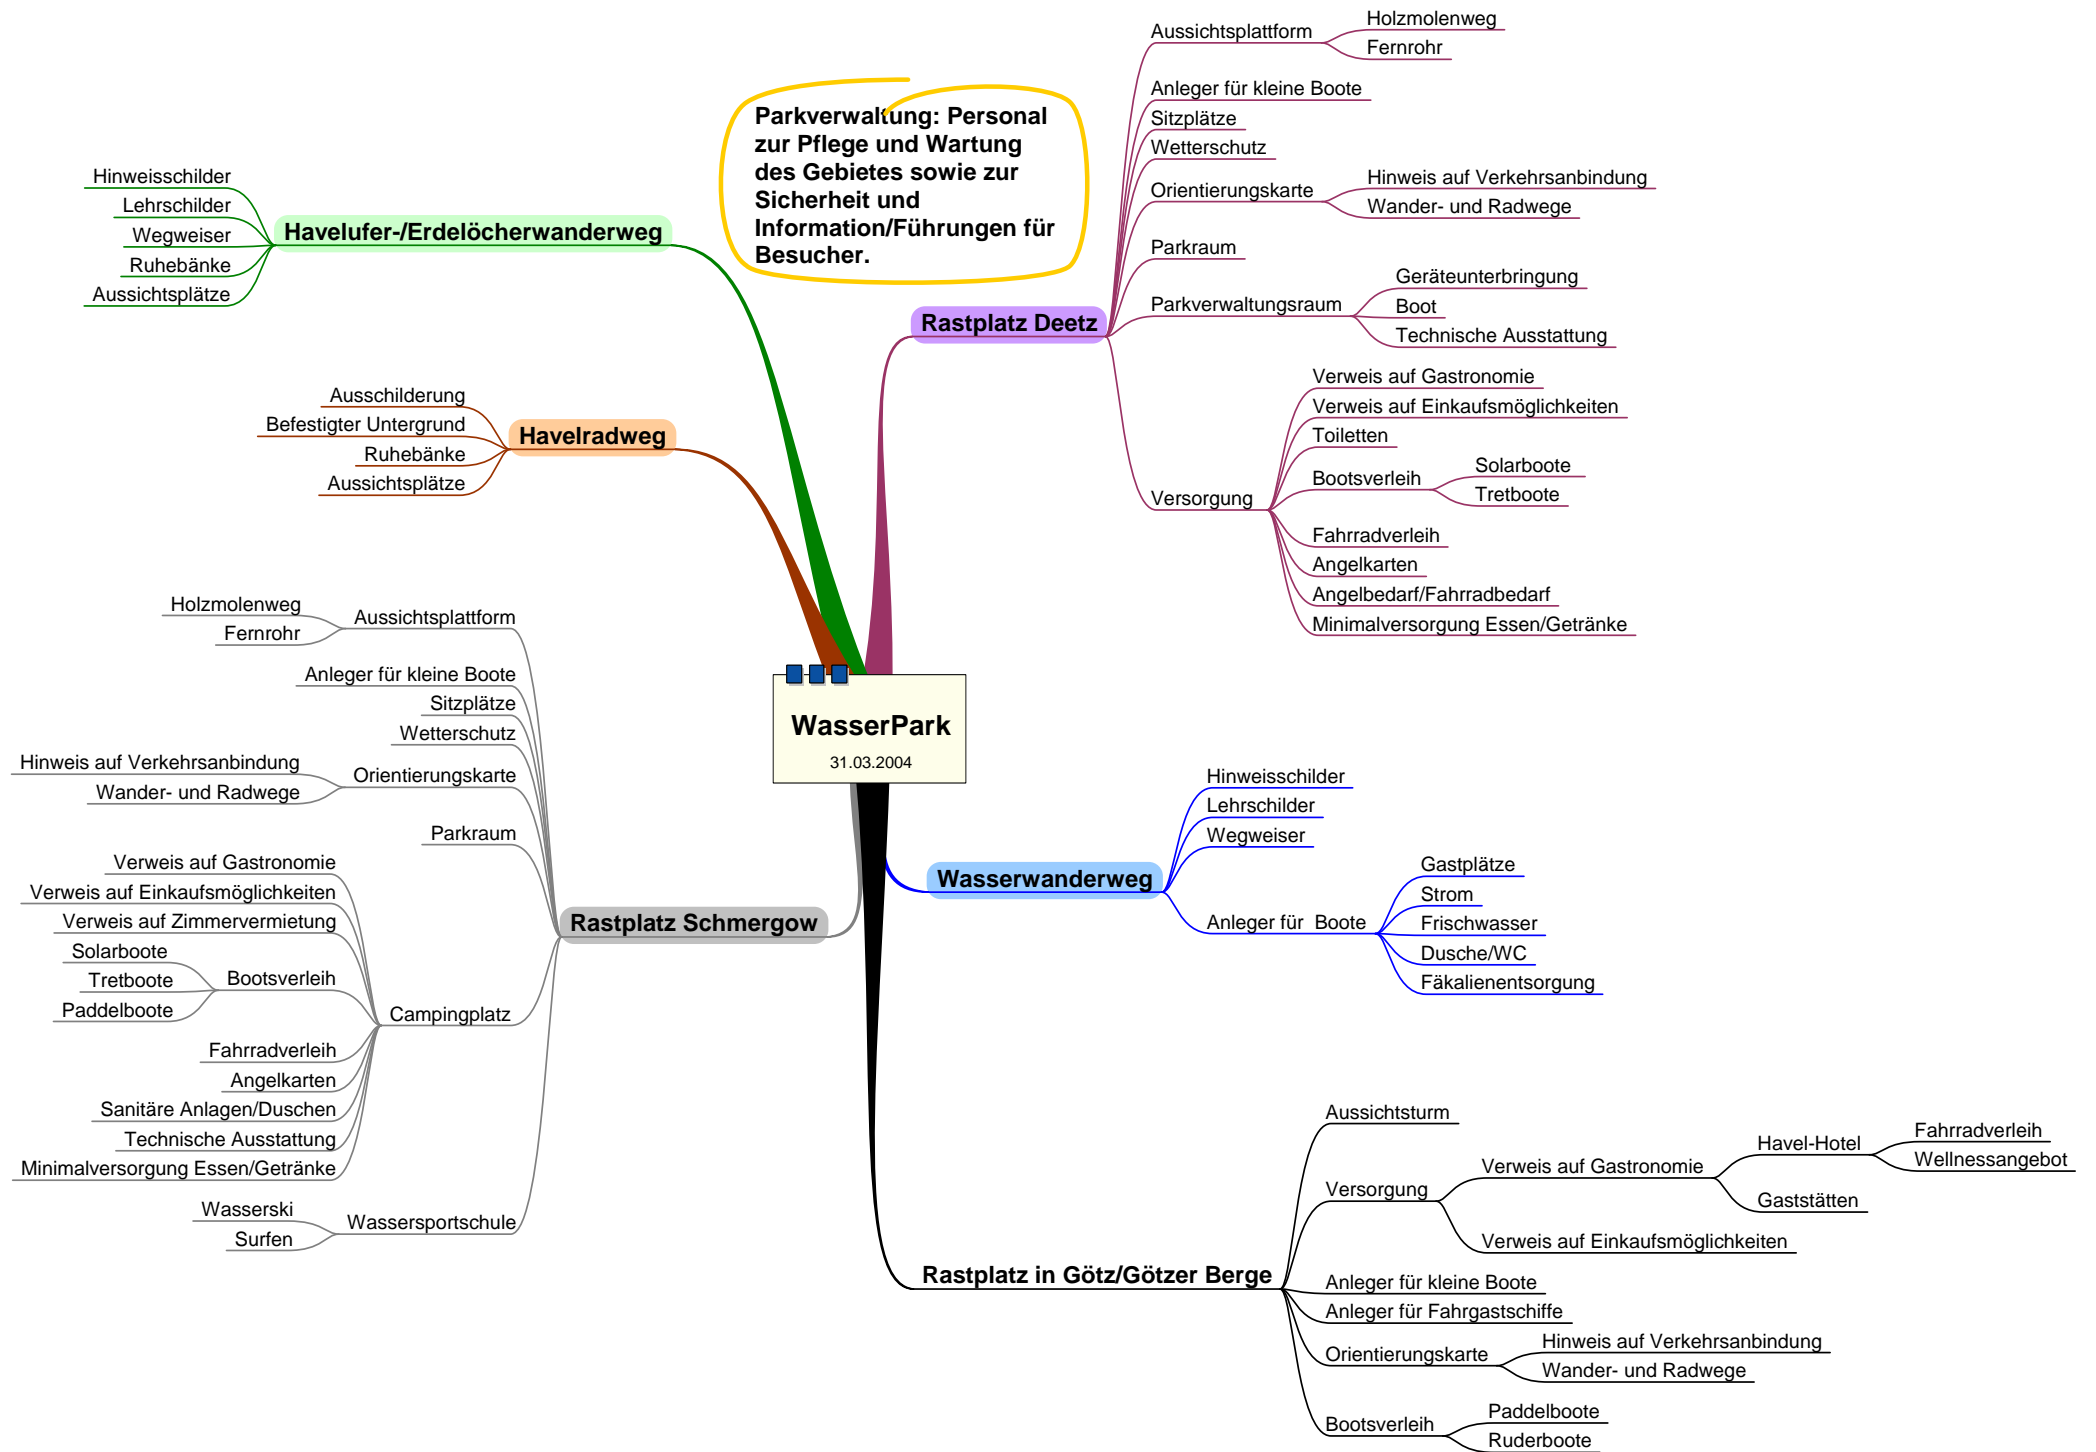 Parkverwaltung: Personal
zur Pflege und Wartung
des Gebietes sowie zur
Sicherheit und
Information/Führungen für
Besucher.
WasserPark
31.03.2004
Rastplatz Deetz
Aussichtsplattform
Holzmolenweg
Fernrohr
Anleger für kleine Boote
Sitzplätze
Wetterschutz
Orientierungskarte
Hinweis auf Verkehrsanbindung
Wander- und Radwege
Parkraum
Parkverwaltungsraum
Geräteunterbringung
Boot
Technische Ausstattung
Versorgung
Verweis auf Gastronomie
Verweis auf Einkaufsmöglichkeiten
Toiletten
Bootsverleih
Solarboote
Tretboote
Fahrradverleih
Angelkarten
Angelbedarf/Fahrradbedarf
Minimalversorgung Essen/Getränke
Wasserwanderweg
Hinweisschilder
Lehrschilder
Wegweiser
Anleger für  Boote
Gastplätze
Strom
Frischwasser
Dusche/WC
Fäkalienentsorgung
Rastplatz in Götz/Götzer Berge
Aussichtsturm
Versorgung
Verweis auf Gastronomie
Havel-Hotel
Fahrradverleih
Wellnessangebot
Gaststätten
Verweis auf Einkaufsmöglichkeiten
Anleger für kleine Boote
Anleger für Fahrgastschiffe
Orientierungskarte
Hinweis auf Verkehrsanbindung
Wander- und Radwege
Bootsverleih
Paddelboote
Ruderboote
Havelufer-/Erdelöcherwanderweg
Hinweisschilder
Lehrschilder
Wegweiser
Ruhebänke
Aussichtsplätze
Havelradweg
Ausschilderung
Befestigter Untergrund
Ruhebänke
Aussichtsplätze
Rastplatz Schmergow
Aussichtsplattform
Holzmolenweg
Fernrohr
Anleger für kleine Boote
Sitzplätze
Wetterschutz
Orientierungskarte
Hinweis auf Verkehrsanbindung
Wander- und Radwege
Parkraum
Campingplatz
Verweis auf Gastronomie
Verweis auf Einkaufsmöglichkeiten
Verweis auf Zimmervermietung
Bootsverleih
Solarboote
Tretboote
Paddelboote
Fahrradverleih
Angelkarten
Sanitäre Anlagen/Duschen
Technische Ausstattung
Minimalversorgung Essen/Getränke
Wassersportschule
Wasserski
Surfen